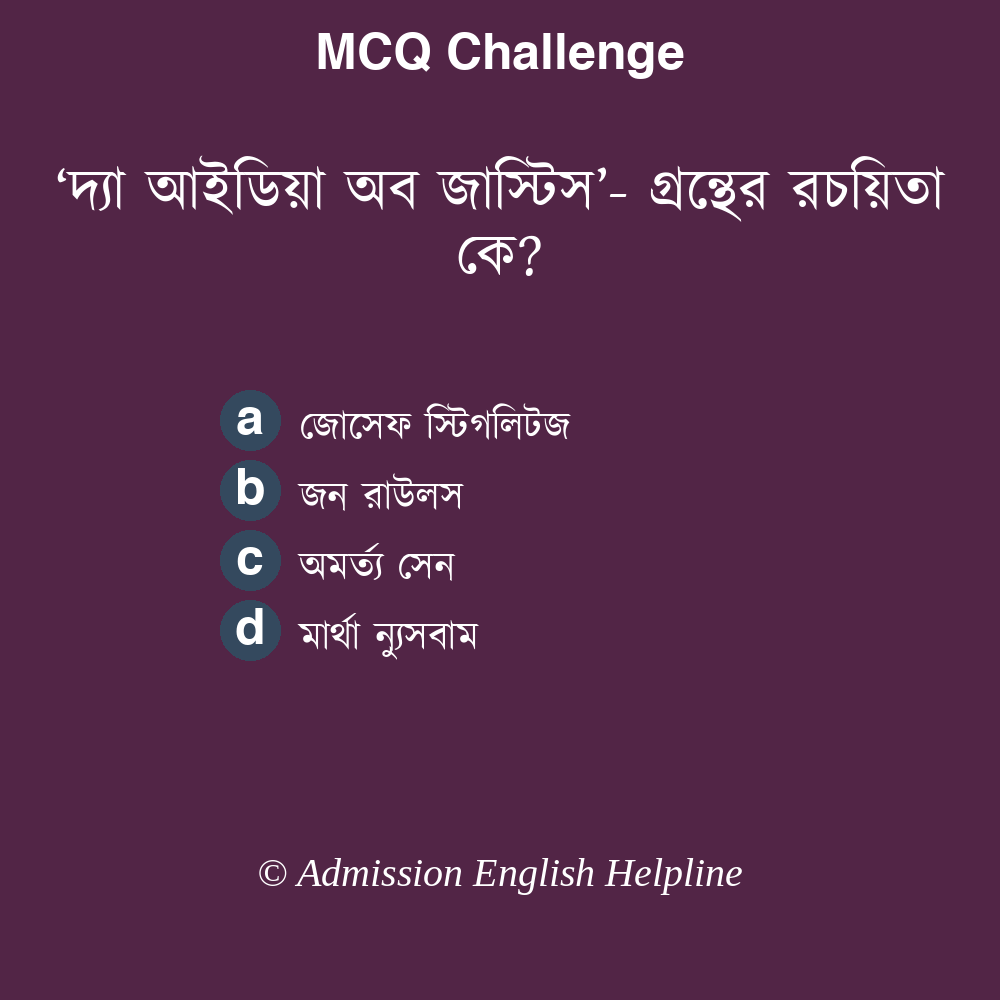 MCQ Challenge
‘দ্যা আইডিয়া অব জাস্টিস’- গ্রন্থের রচয়িতা
কে?
a জোসেফ স্টিগলিটজ
b জন রাউলস
c অমর্ত্য সেন
d মার্থা ন্যুসবাম
© Admission English Helpline